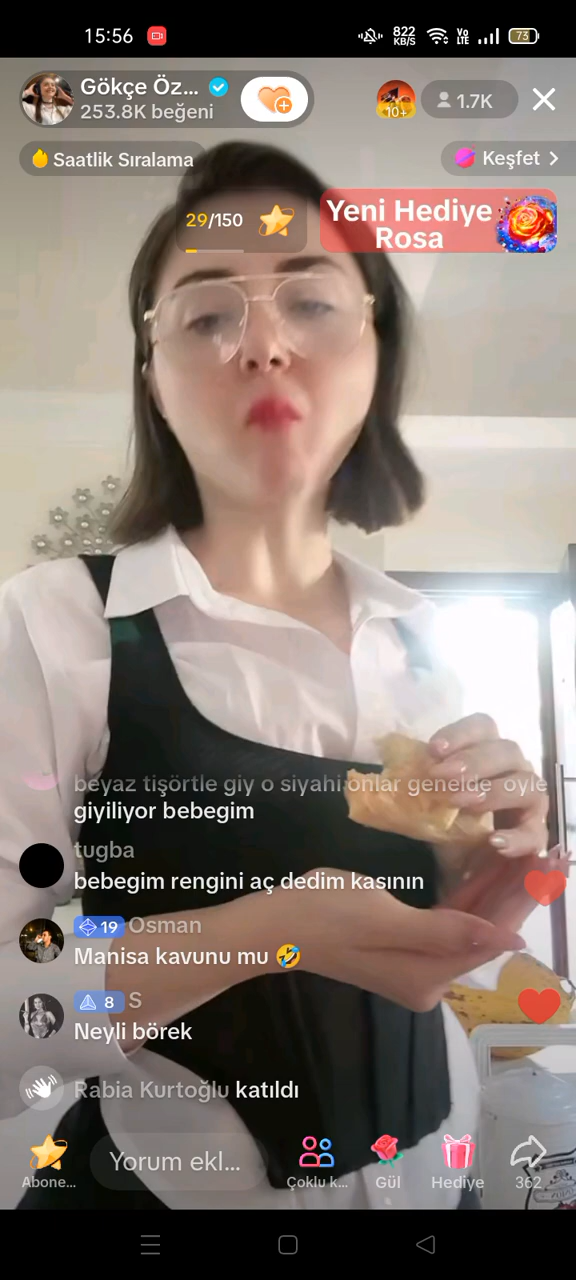 15:56
822
KB/S
Vo
LTE
73
Gökçe Öz...
253.8K beğeni
10+
1.7K
Saatlik Sıralama
Keşfet
29/150
Yeni Hediye
Rosa
beyaz tişörtle giy o siyahi onlar genelde öyle
giyiliyor bebegim
tugba
bebegim rengini aç dedim kasının
19 Osman
Manisa kavunu mu 🤣
8 S
Neyli börek
Rabia Kurtoğlu katıldı
Yorum ekl...
Abone...
Çoklu k...
Gül
Hediye
362